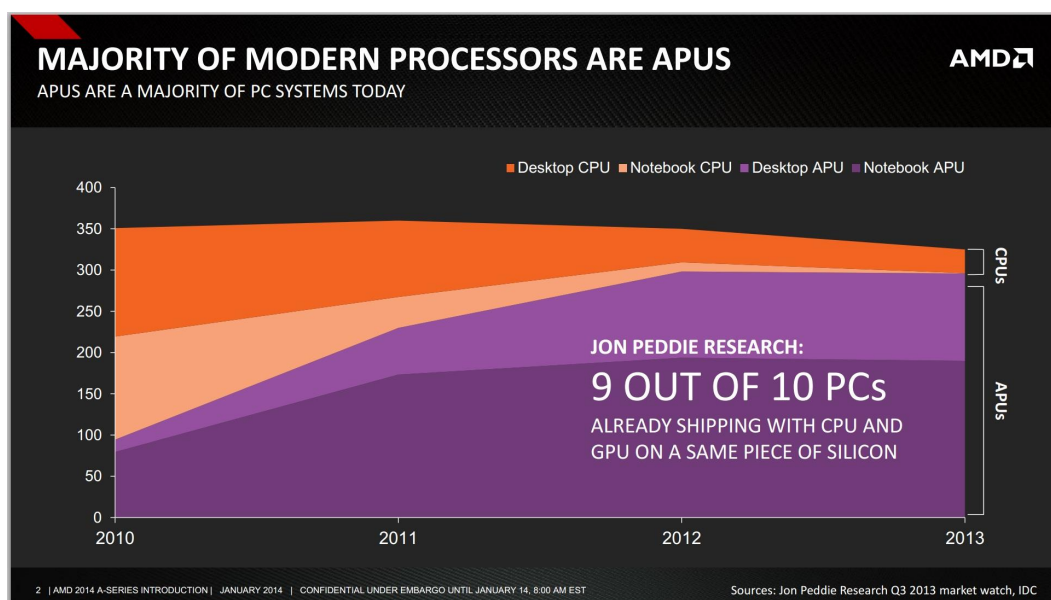 MAJORITY OF MODERN PROCESSORS ARE APUS
AMD
APUS ARE A MAJORITY OF PC SYSTEMS TODAY
Desktop CPU Notebook CPU Desktop APU Notebook APU
400
350
300
250
200
150
100
50
0
2010 2011 2012 2013
CPUs
APUs
JON PEDDIE RESEARCH:
9 OUT OF 10 PCs
ALREADY SHIPPING WITH CPU AND
GPU ON A SAME PIECE OF SILICON
2 | AMD 2014 A-SERIES INTRODUCTION | JANUARY 2014 | CONFIDENTIAL UNDER EMBARGO UNTIL JANUARY 14, 8:00 AM EST
Sources: Jon Peddie Research Q3 2013 market watch, IDC